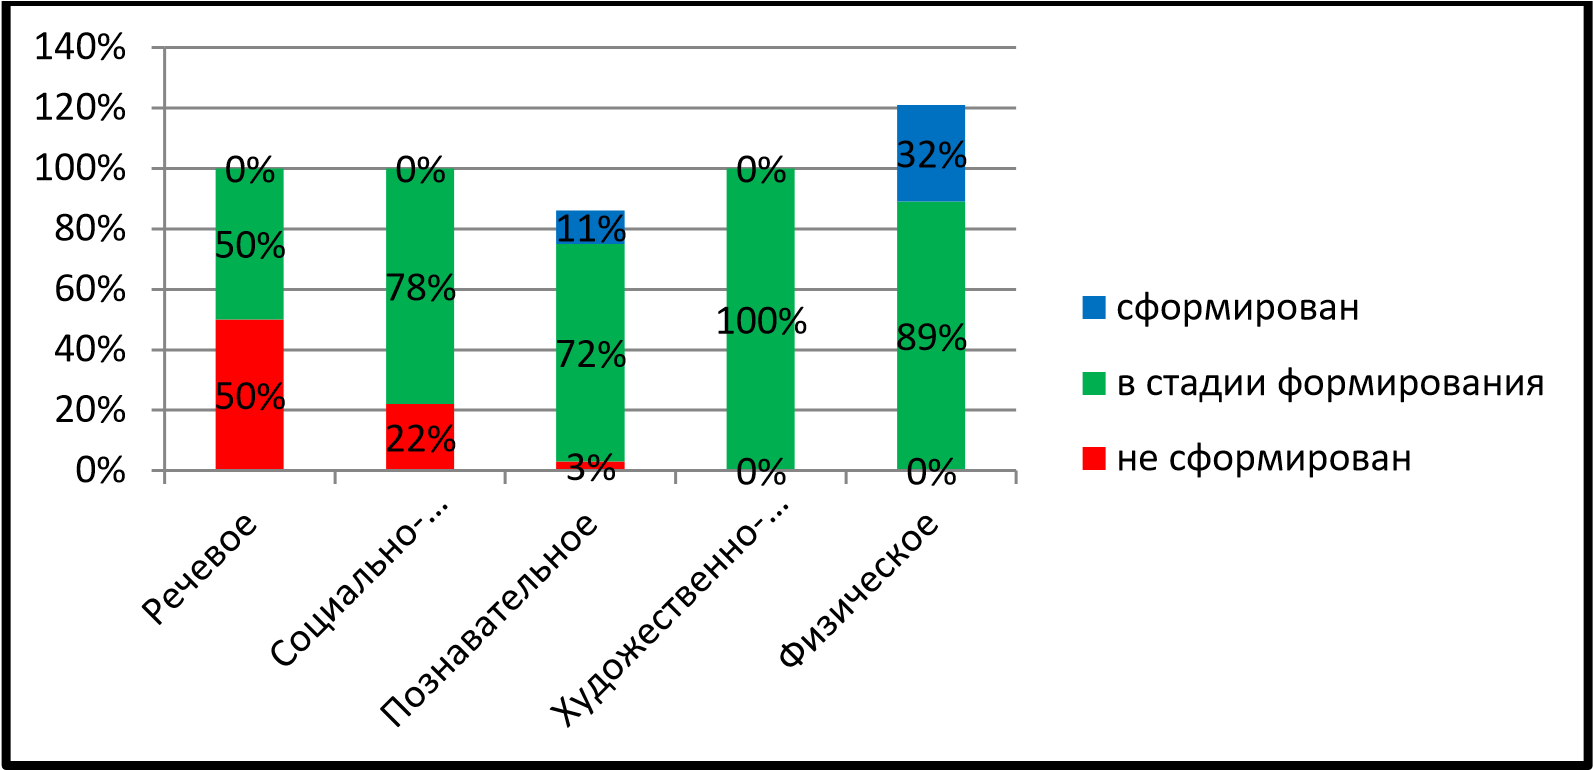 140%
120%
100%
80%
60%
40%
20%
0%
0% 0% 0% 32%
11%
50% 78% 72% 100% 89%
50% 22% 3% 0% 0%
Речевое
Социально-...
Познавательное
Художественно-...
Физическое
сформирован
в стадии формирования
не сформирован